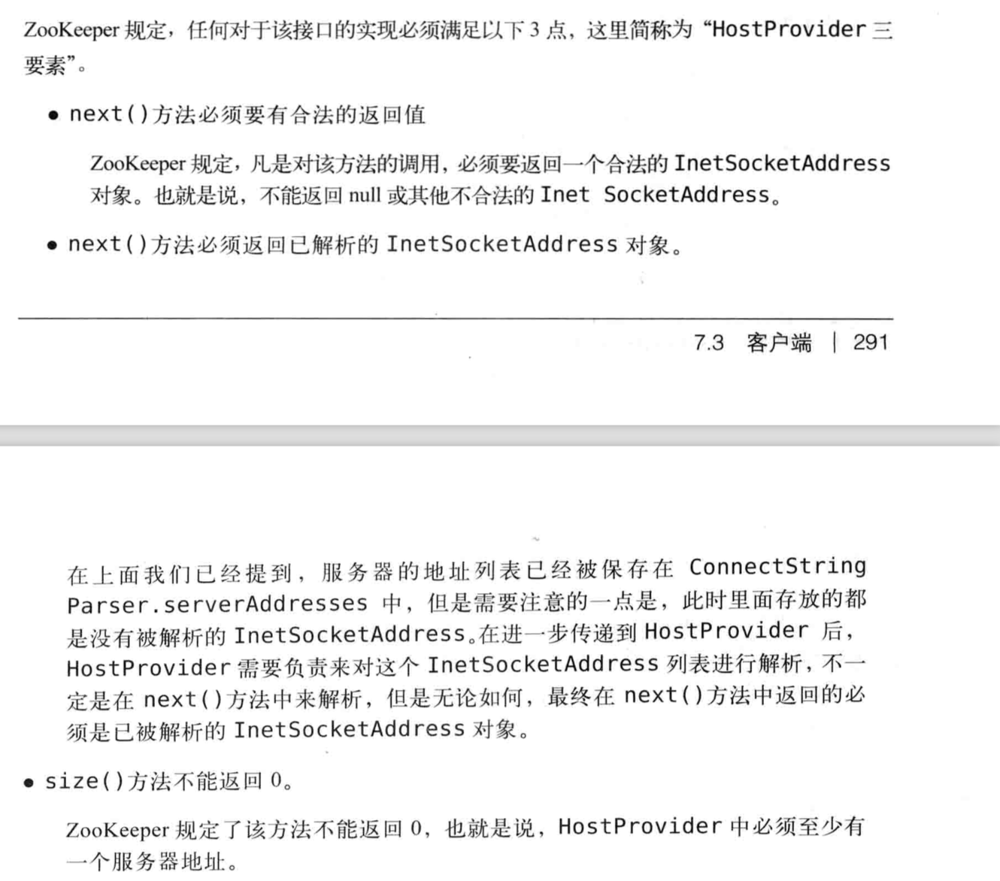 ZooKeeper 规定，任何对于该接口的实现必须满足以下 3 点，这里简称为“HostProvider 三
要素”。
● next()方法必须要有合法的返回值
ZooKeeper 规定，凡是对该方法的调用，必须要返回一个合法的 InetSocketAddress
对象。也就是说，不能返回 null 或其他不合法的 Inet SocketAddress。
● next()方法必须返回已解析的 InetSocketAddress 对象。
7.3 客户端 | 291
在上面我们已经提到，服务器的地址列表已经被保存在 ConnectString
Parser.serverAddresses 中，但是需要注意的一点是，此时里面存放的都
是没有被解析的 InetSocketAddress。在进一步传递到 HostProvider 后，
HostProvider 需要负责来对这个 InetSocketAddress 列表进行解析，不一
定是在 next()方法中来解析，但是无论如何，最终在 next()方法中返回的必
须是已被解析的 InetSocketAddress 对象。
● size()方法不能返回 0。
ZooKeeper 规定了该方法不能返回 0，也就是说，HostProvider 中必须至少有
一个服务器地址。